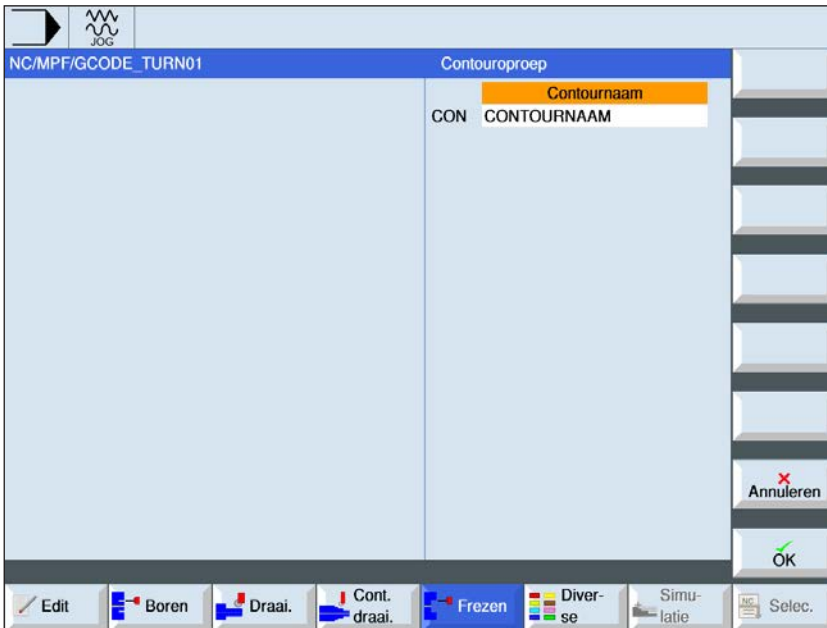 JOG
NC/MPF/GCODE_TURN01
Contouroproep
Contournaam
CON CONTOURNAAM
Annuleren
OK
Edit
Boren
Draai.
Cont.
draai.
Frezen
Diver-
se
Simu-
latie
NC
Selec.